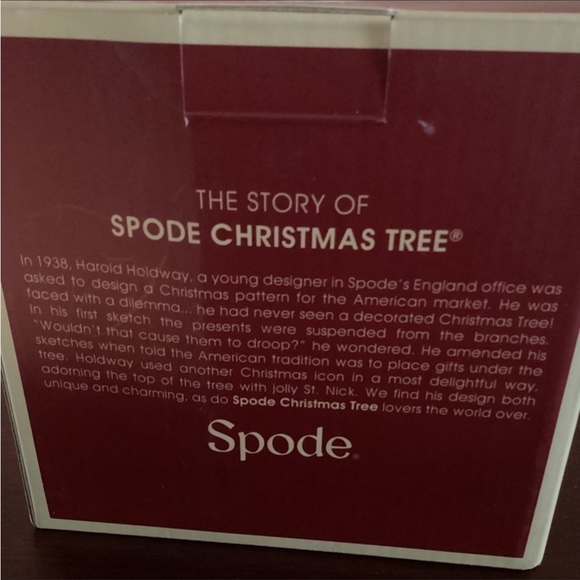 THE STORY OF
SPODE CHRISTMAS TREE®
In 1938, Harold Holdway, a young designer in Spode's England office was
asked to design a Christmas pattern for the American market. He was
faced with a dilemma... he had never seen a decorated Christmas Tree!
In his first sketch the presents were suspended from the branches.
"Wouldn't that cause them to droop?" he wondered. He amended his
sketches when told the American tradition was to place gifts under the
tree. Holdway used another Christmas icon in a most delightful way,
adorning the top of the tree with jolly St. Nick. We find his design both
unique and charming, as do Spode Christmas Tree lovers the world over.
Spode®